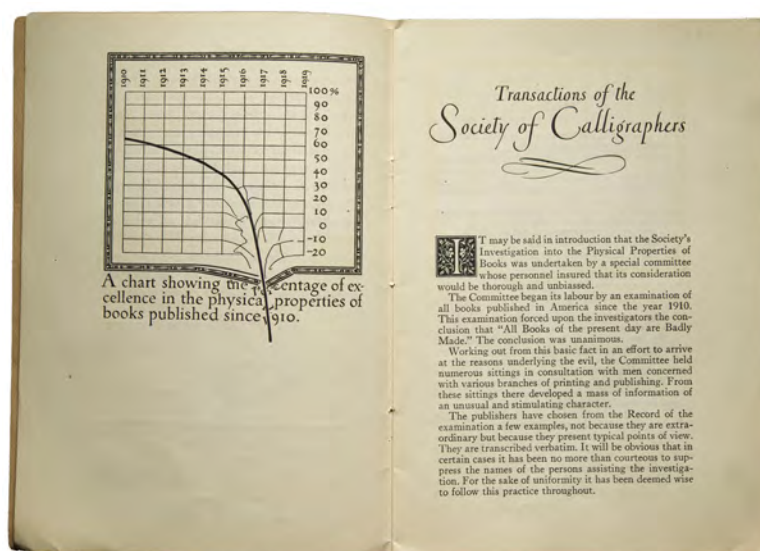 1910 1911 1912 1913 1914 1915 1916 1917 1918 1919
100%
90
80
70
60
50
40
30
20
10
0
-10
-20
A chart showing the centage of ex-
cellence in the physical properties of
books published since 1910.
Transactions of the
Society of Calligraphers
IT may be said in introduction that the Society's
Investigation into the Physical Properties of
Books was undertaken by a special committee
whose personnel insured that its consideration
would be thorough and unbiassed.
The Committee began its labour by an examination of
all books published in America since the year 1910.
This examination forced upon the investigators the con-
clusion that "All Books of the present day are Badly
Made." The conclusion was unanimous.
Working out from this basic fact in an effort to arrive
at the reasons underlying the evil, the Committee held
numerous sittings in consultation with men concerned
with various branches of printing and publishing. From
these sittings there developed a mass of information of
an unusual and stimulating character.
The publishers have chosen from the Record of the
examination a few examples, not because they are extra-
ordinary but because they present typical points of view.
They are transcribed verbatim. It will be obvious that in
certain cases it has been no more than courteous to sup-
press the names of the persons assisting the investiga-
tion. For the sake of uniformity it has been deemed wise
to follow this practice throughout.